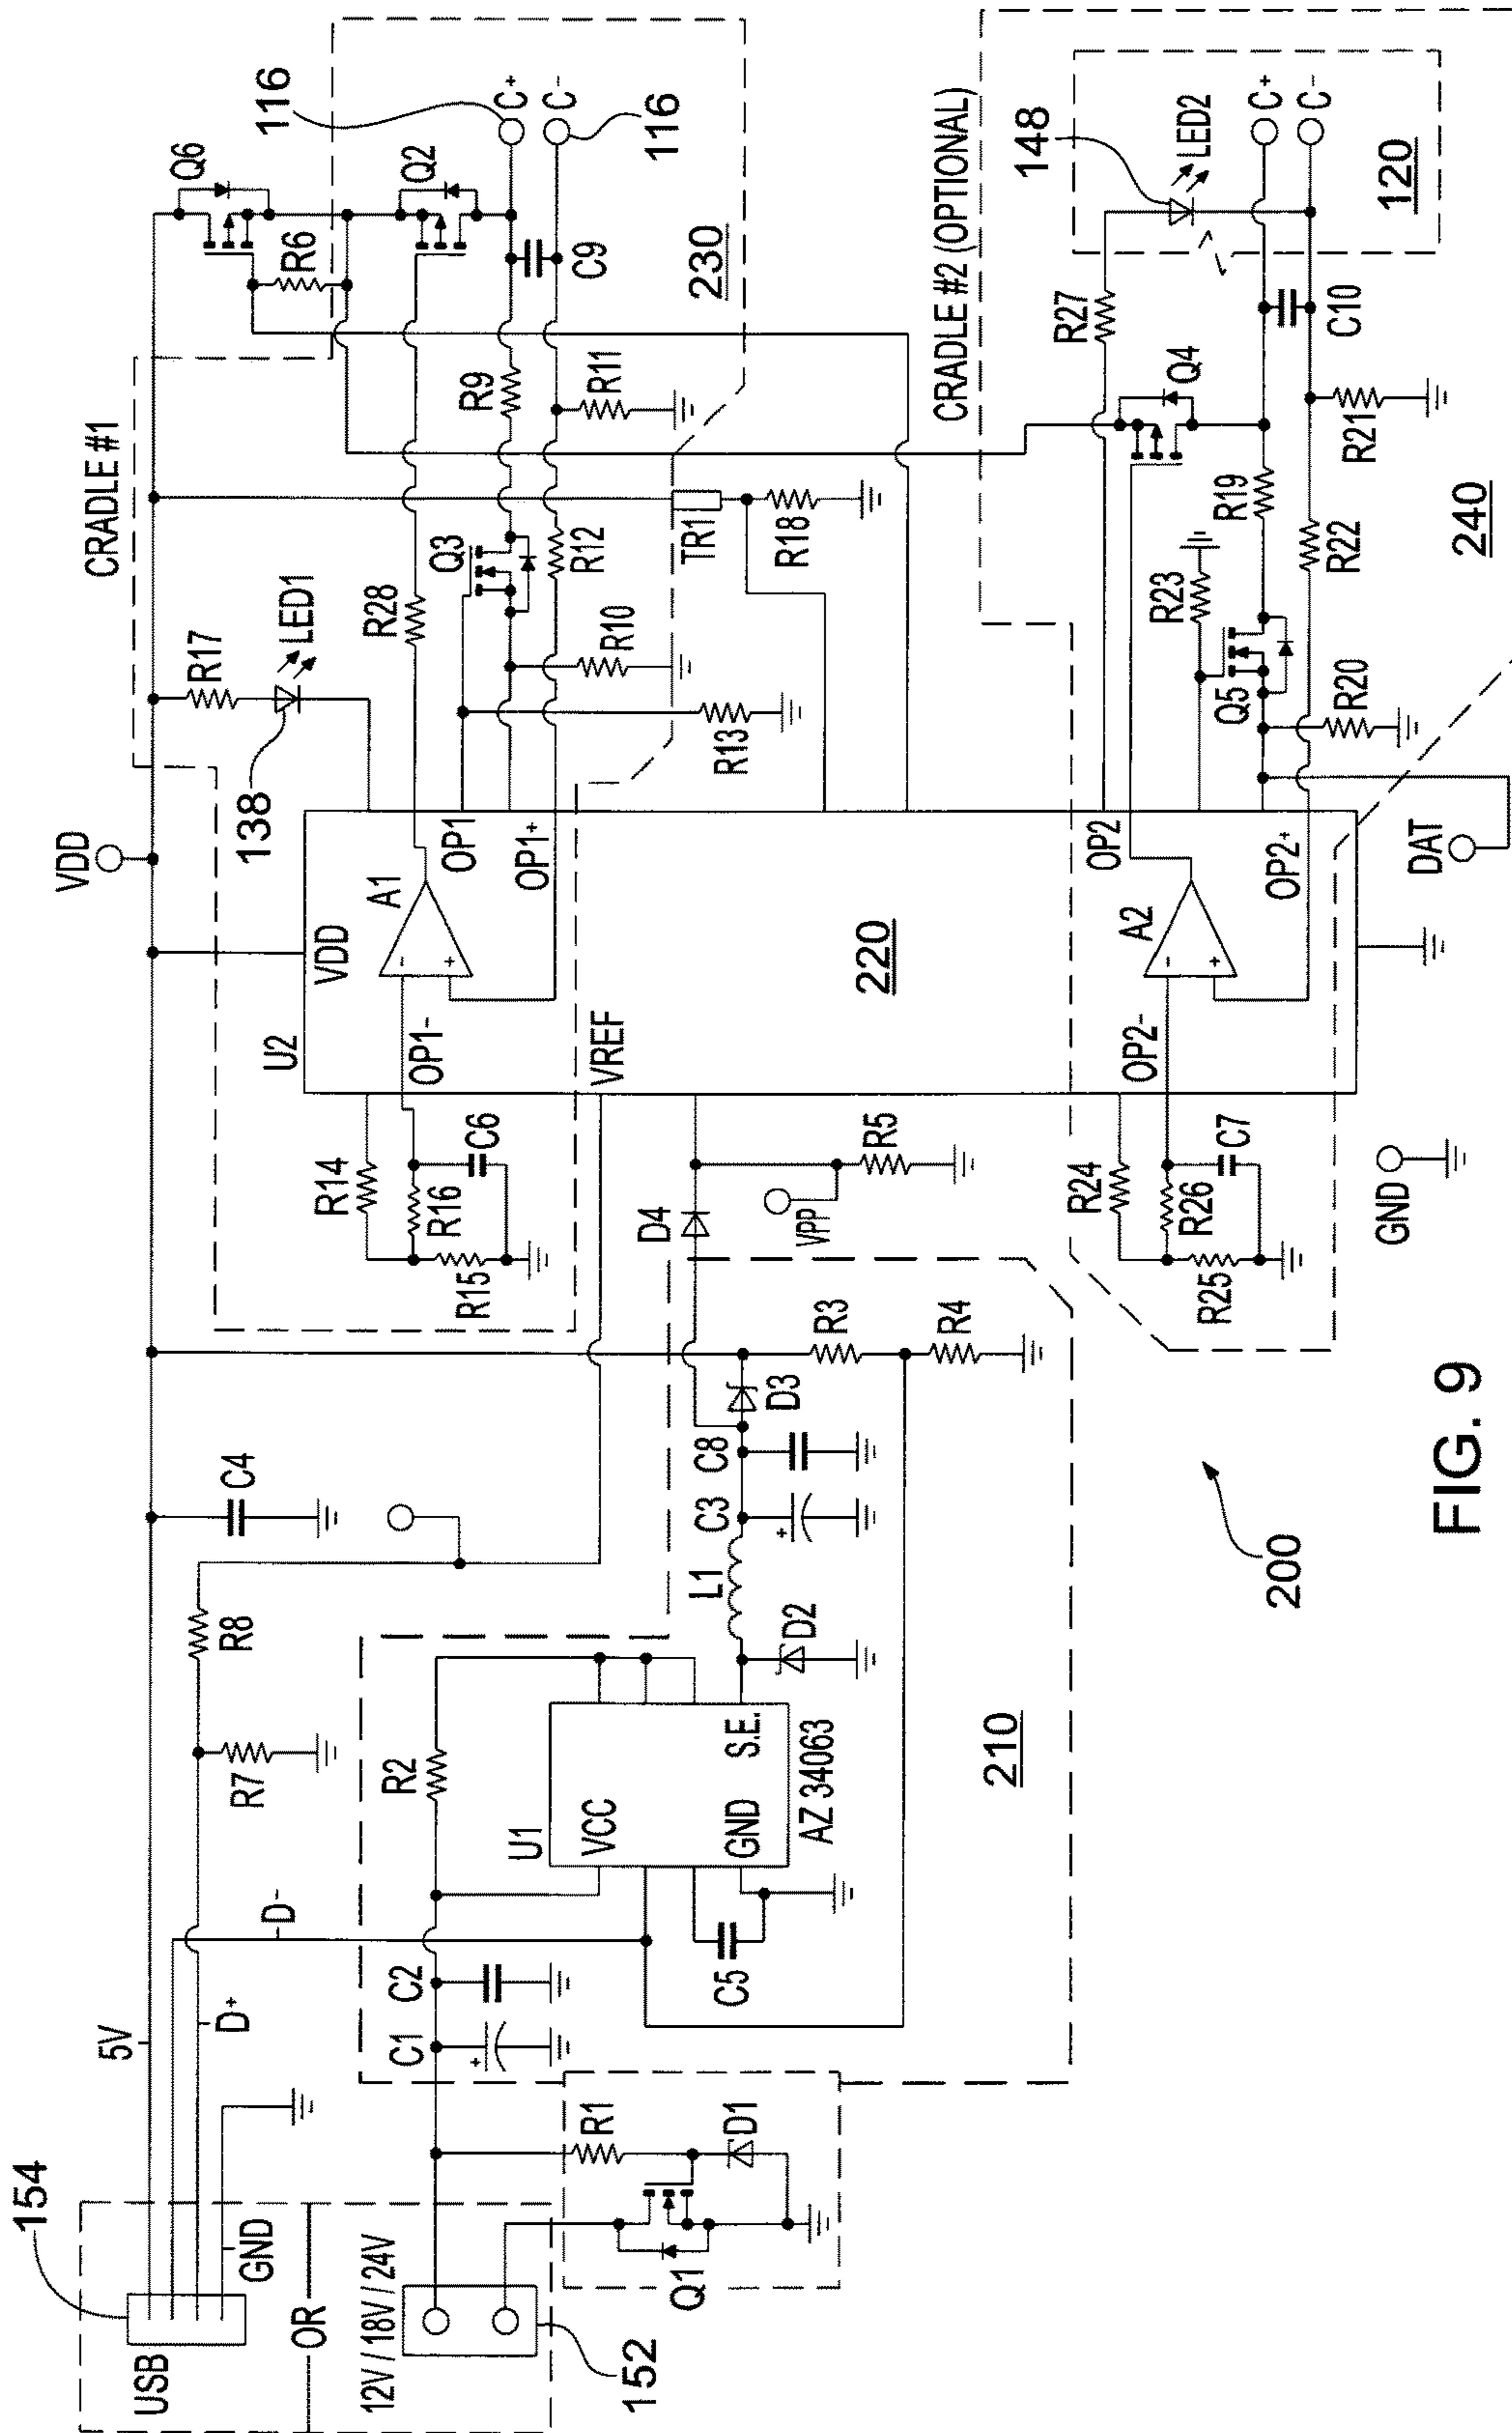 154
USB
5V
D-
D+
GND
OR
12V / 18V / 24V
152
Q1
R1
D1
C1
C2
R2
U1
VCC
GND
S.E.
AZ 34063
C5
210
D2
L1
C3
C8
D3
R3
R4
R7
R8
C4
VDD
D4
VPP
R5
U2
VDD
VREF
220
R14
R16
R15
C6
OP1-
A1
-
+
OP1
OP1+
CRADLE #1
138
LED1
R17
R28
Q3
R10
R12
R13
R9
R11
TR1
R18
Q6
R6
Q2
C9
116
C+
C-
116
230
CRADLE #2 (OPTIONAL)
R24
R26
R25
C7
OP2-
A2
-
+
OP2
OP2+
R23
Q5
R20
R19
R22
R21
Q4
R27
C10
148
LED2
C+
C-
120
240
DAT
GND
200
FIG. 9